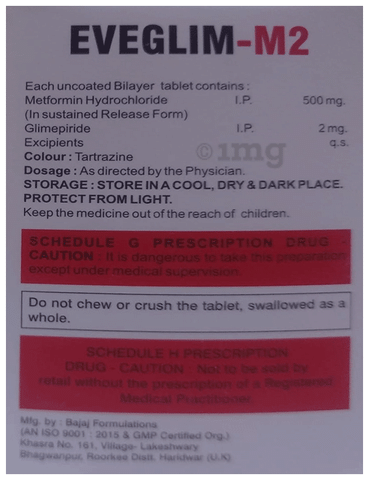 EVEGLIM-M2
Each uncoated Bilayer tablet contains :
Metformin Hydrochloride I.P. 500 mg.
(In sustained Release Form)
Glimepiride I.P. 2 mg.
Excipients q.s.
©1mg
Colour : Tartrazine
Dosage : As directed by the Physician.
STORAGE : STORE IN A COOL, DRY & DARK PLACE.
PROTECT FROM LIGHT.
Keep the medicine out of the reach of children.
SCHEDULE G PRESCRIPTION DRUG -
CAUTION : It is dangerous to take this preparation
except under medical supervision.
Do not chew or crush the tablet, swallowed as a
whole.
SCHEDULE H PRESCRIPTION
DRUG - CAUTION : Not to be sold by
retail without the prescription of a Registered
Medical Practitioner.
Mfg. by : Bajaj Formulations
(AN ISO 9001 : 2015 & GMP Certified Org.)
Khasra No. 161, Village- Lakeshwary
Bhagwanpur, Roorkee Distt. Haridwar (U.K)